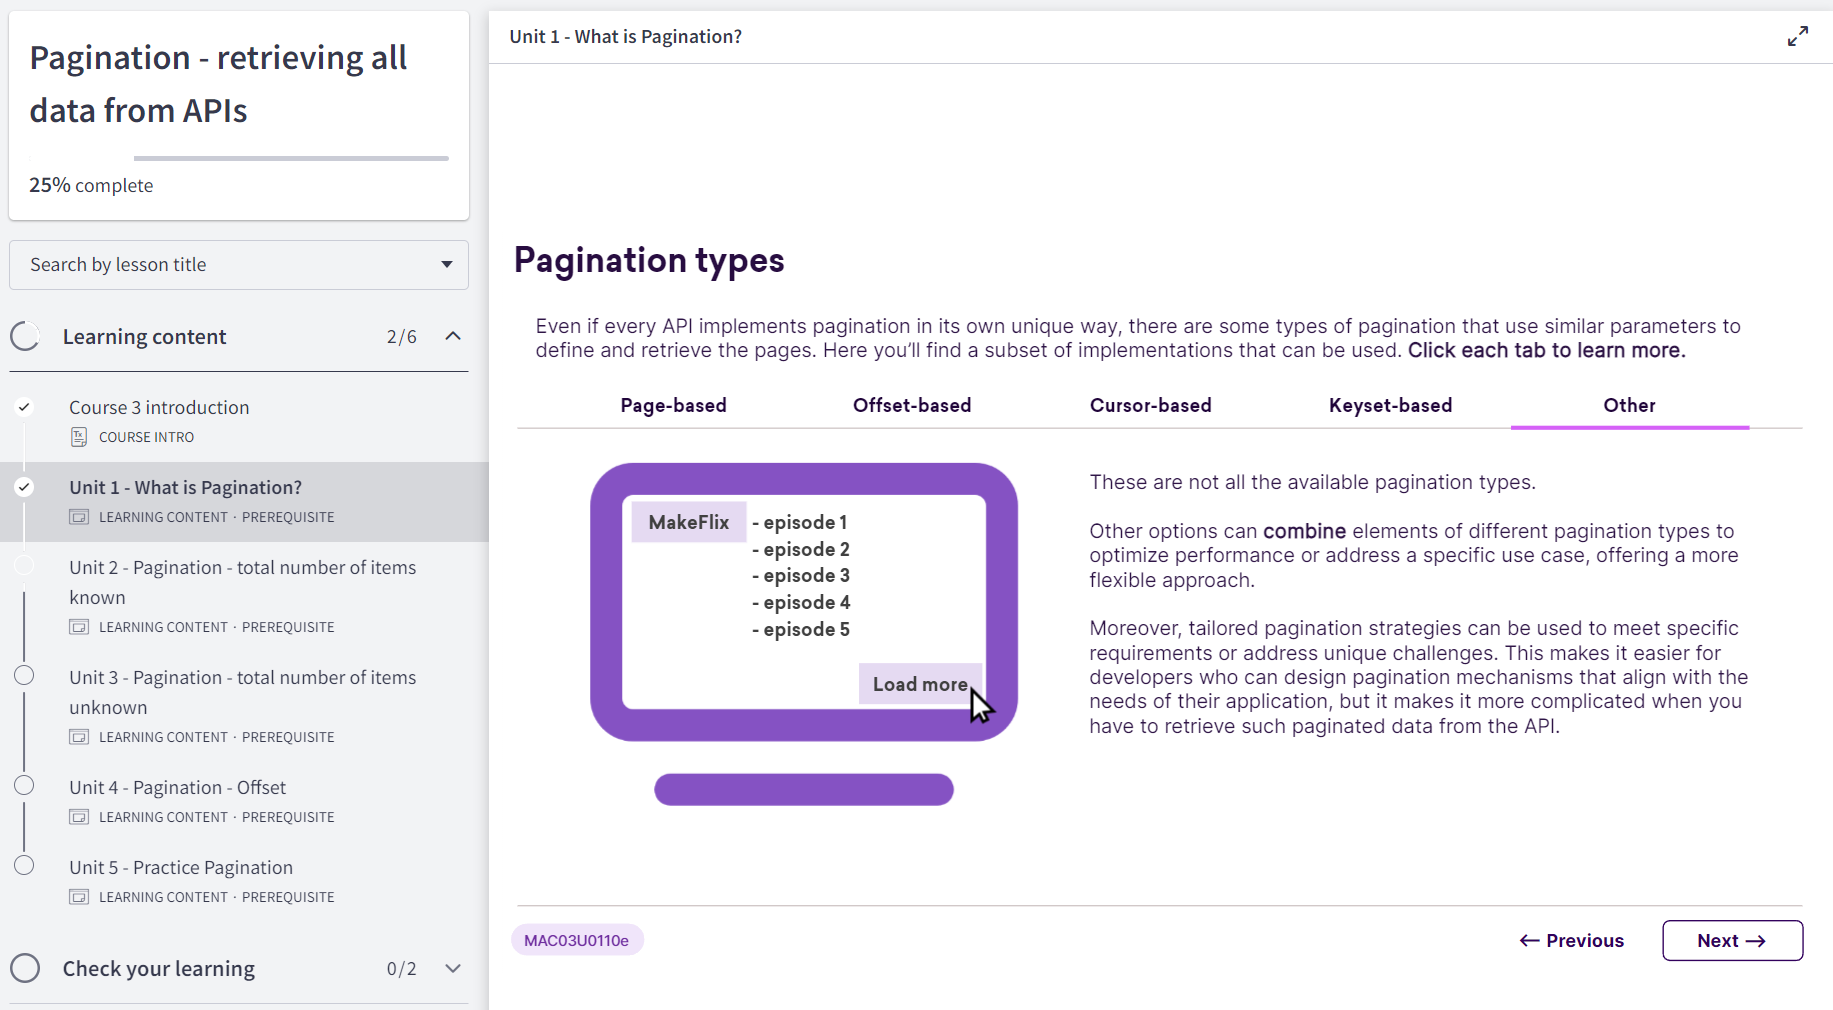 Pagination - retrieving all
data from APIs
25% complete
Search by lesson title
Learning content 2/6
Course 3 introduction
COURSE INTRO
Unit 1 - What is Pagination?
LEARNING CONTENT · PREREQUISITE
Unit 2 - Pagination - total number of items
known
LEARNING CONTENT · PREREQUISITE
Unit 3 - Pagination - total number of items
unknown
LEARNING CONTENT · PREREQUISITE
Unit 4 - Pagination - Offset
LEARNING CONTENT · PREREQUISITE
Unit 5 - Practice Pagination
LEARNING CONTENT · PREREQUISITE
Check your learning 0/2
Unit 1 - What is Pagination?
Pagination types
Even if every API implements pagination in its own unique way, there are some types of pagination that use similar parameters to
define and retrieve the pages. Here you'll find a subset of implementations that can be used. Click each tab to learn more.
Page-based Offset-based Cursor-based Keyset-based Other
MakeFlix - episode 1
- episode 2
- episode 3
- episode 4
- episode 5
Load more
These are not all the available pagination types.
Other options can combine elements of different pagination types to
optimize performance or address a specific use case, offering a more
flexible approach.
Moreover, tailored pagination strategies can be used to meet specific
requirements or address unique challenges. This makes it easier for
developers who can design pagination mechanisms that align with the
needs of their application, but it makes it more complicated when you
have to retrieve such paginated data from the API.
MAC03U0110e
← Previous
Next →